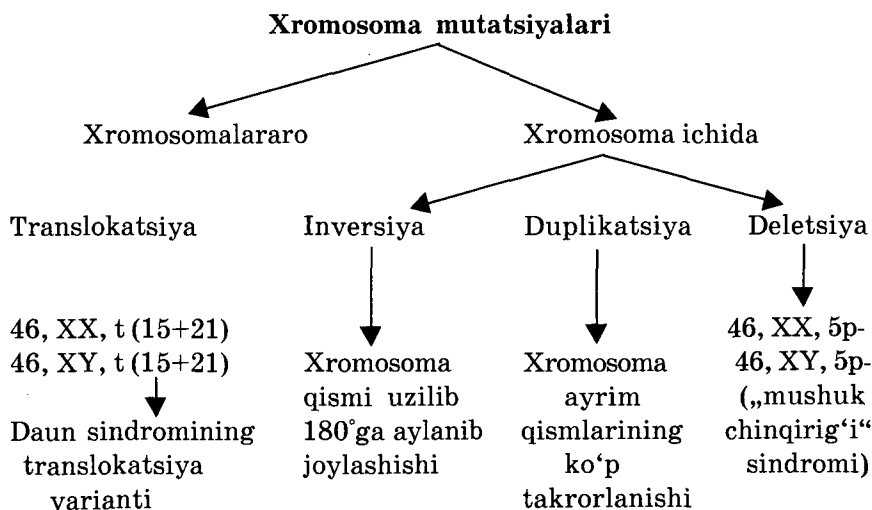 Xromosoma mutatsiyalari
Xromosomalararo Xromosoma ichida
Translokatsiya Inversiya Duplikatsiya Deletsiya
46, XX, t (15+21)
46, XY, t (15+21)
Daun sindromining
translokatsiya
varianti
Xromosoma
qismi uzilib
180°ga aylanib
joylashishi
Xromosoma
ayrim
qismlarining
ko‘p
takrorlanishi
46, XX, 5p-
46, XY, 5p-
(„mushuk
chinqirig‘i“
sindromi)